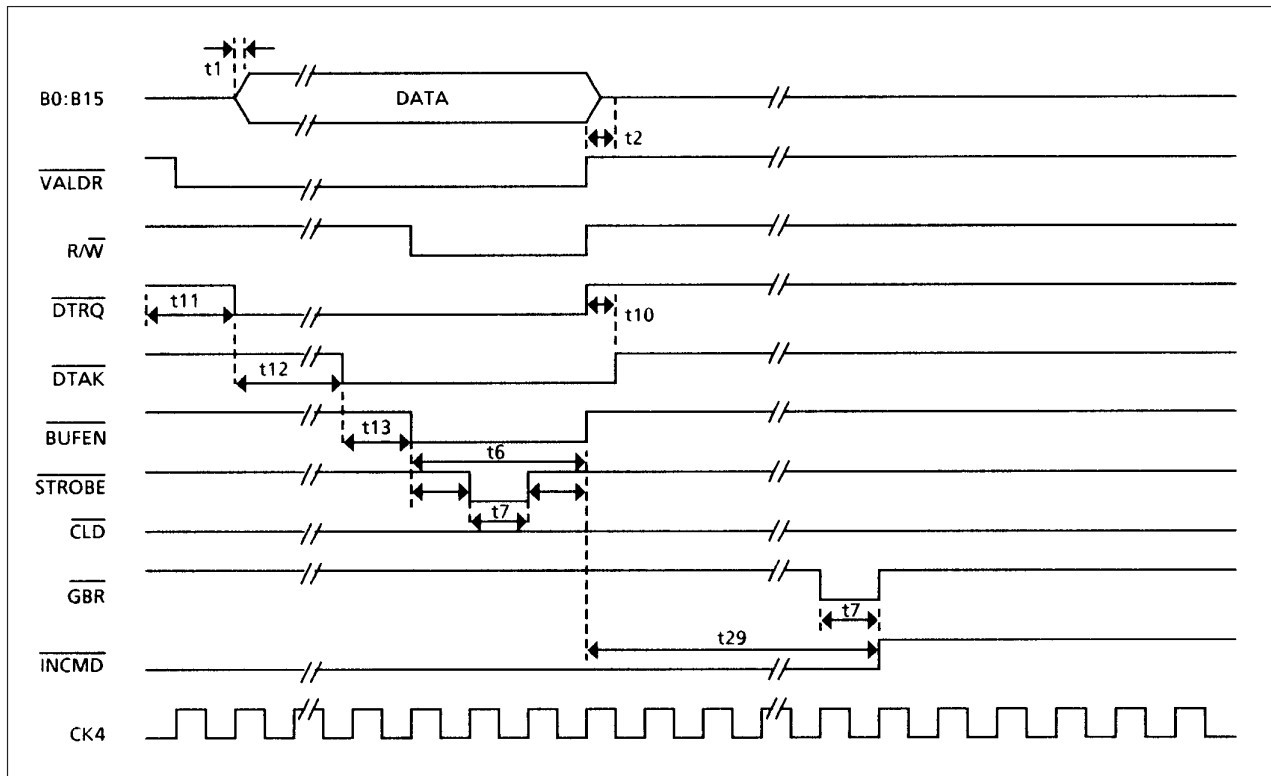 t1
B0:B15
DATA
t2
VALDR
R/W
t11
DTRQ
t10
t12
DTAK
t13
BUFEN
t6
STROBE
t7
CLD
GBR
t7
t29
INCMD
CK4